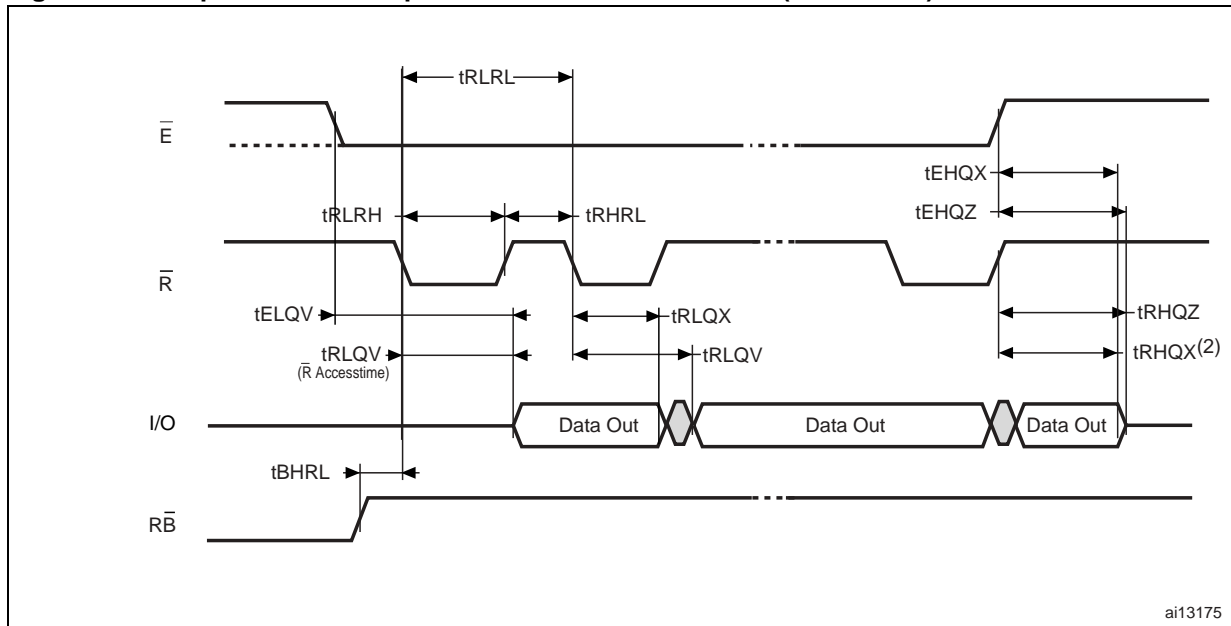 tRLRL
E̅
tEHQX
tRLRH
tRHRL
tEHQZ
R̅
tELQV
tRLQX
tRHQZ
tRLQV
(R̅ Accesstime)
tRLQV
tRHQX(2)
I/O
Data Out
Data Out
Data Out
tBHRL
RB̅
ai13175